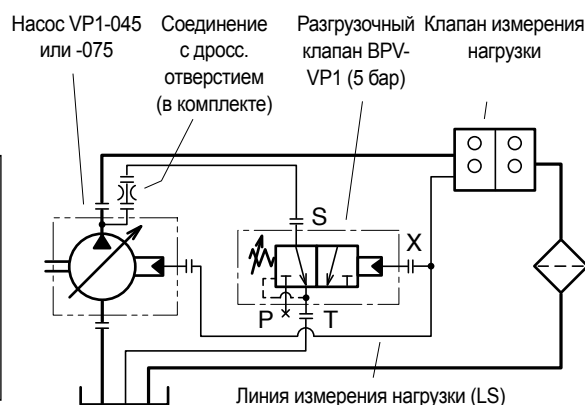 Насос VP1-045
или -075
Соединение
с дросс.
отверстием
(в комплекте)
Разгрузочный
клапан BPV-
VP1 (5 бар)
Клапан измерения
нагрузки
S
X
P
T
Линия измерения нагрузки (LS)